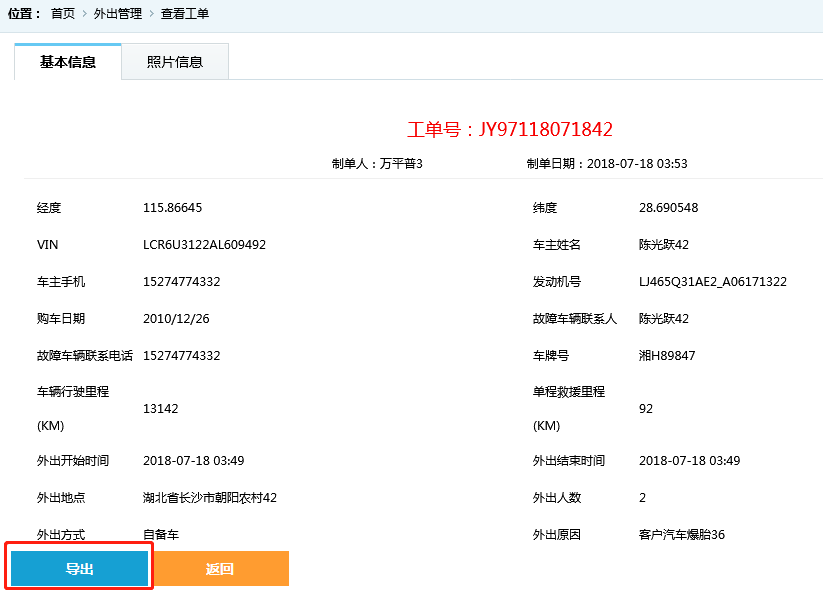 位置： 首页 > 外出管理 > 查看工单
基本信息 照片信息
工单号：JY97118071842
制单人：万平普3 制单日期：2018-07-18 03:53
经度 115.86645 纬度 28.690548
VIN LCR6U3122AL609492 车主姓名 陈光跃42
车主手机 15274774332 发动机号 LJ465Q31AE2_A06171322
购车日期 2010/12/26 故障车辆联系人 陈光跃42
故障车辆联系电话 15274774332 车牌号 湘H89847
车辆行驶里程 单程救援里程
13142 92
(KM) (KM)
外出开始时间 2018-07-18 03:49 外出结束时间 2018-07-18 03:49
外出地点 湖北省长沙市朝阳农村42 外出人数 2
外出方式 自备车 外出原因 客户汽车爆胎36
导出 返回